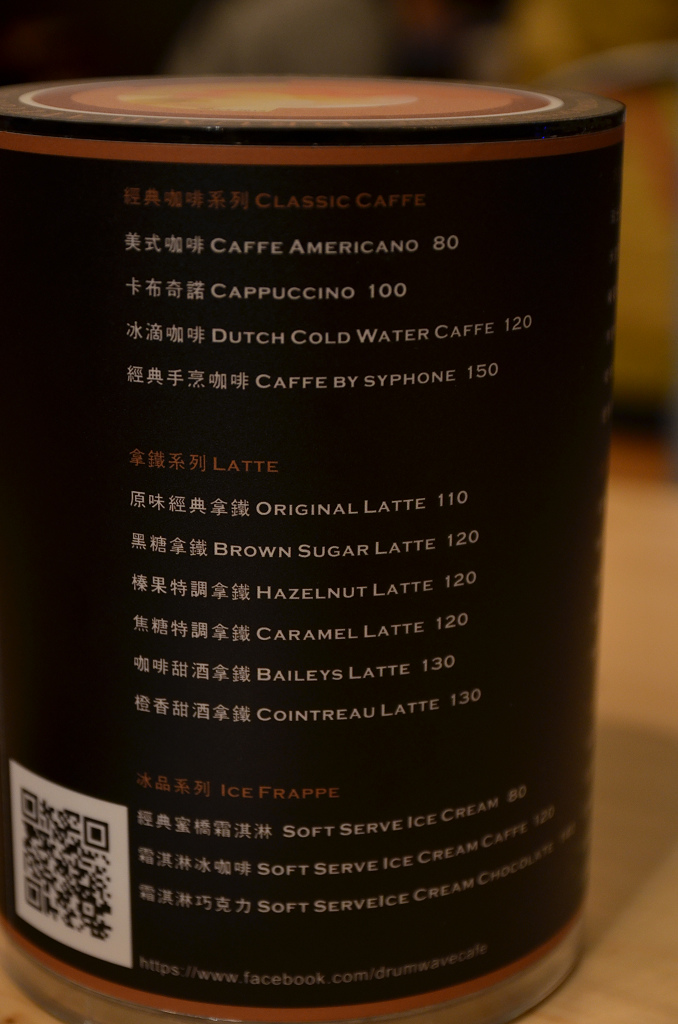 經典咖啡系列 CLASSIC CAFFE
美式咖啡 CAFFE AMERICANO 80
卡布奇諾 CAPPUCCINO 100
冰滴咖啡 DUTCH COLD WATER CAFFE 120
經典手烹咖啡 CAFFE BY SYPHONE 150
拿鐵系列 LATTE
原味經典拿鐵 ORIGINAL LATTE 110
黑糖拿鐵 BROWN SUGAR LATTE 120
榛果特調拿鐵 HAZELNUT LATTE 120
焦糖特調拿鐵 CARAMEL LATTE 120
咖啡甜酒拿鐵 BAILEYS LATTE 130
橙香甜酒拿鐵 COINTREAU LATTE 130
冰品系列 ICE FRAPPE
經典蜜橋霜淇淋 SOFT SERVE ICE CREAM 80
霜淇淋冰咖啡 SOFT SERVE ICE CREAM CAFFE 120
霜淇淋巧克力 SOFT SERVEICE CREAM CHOCOLATE
https://www.facebook.com/drumwavecafe